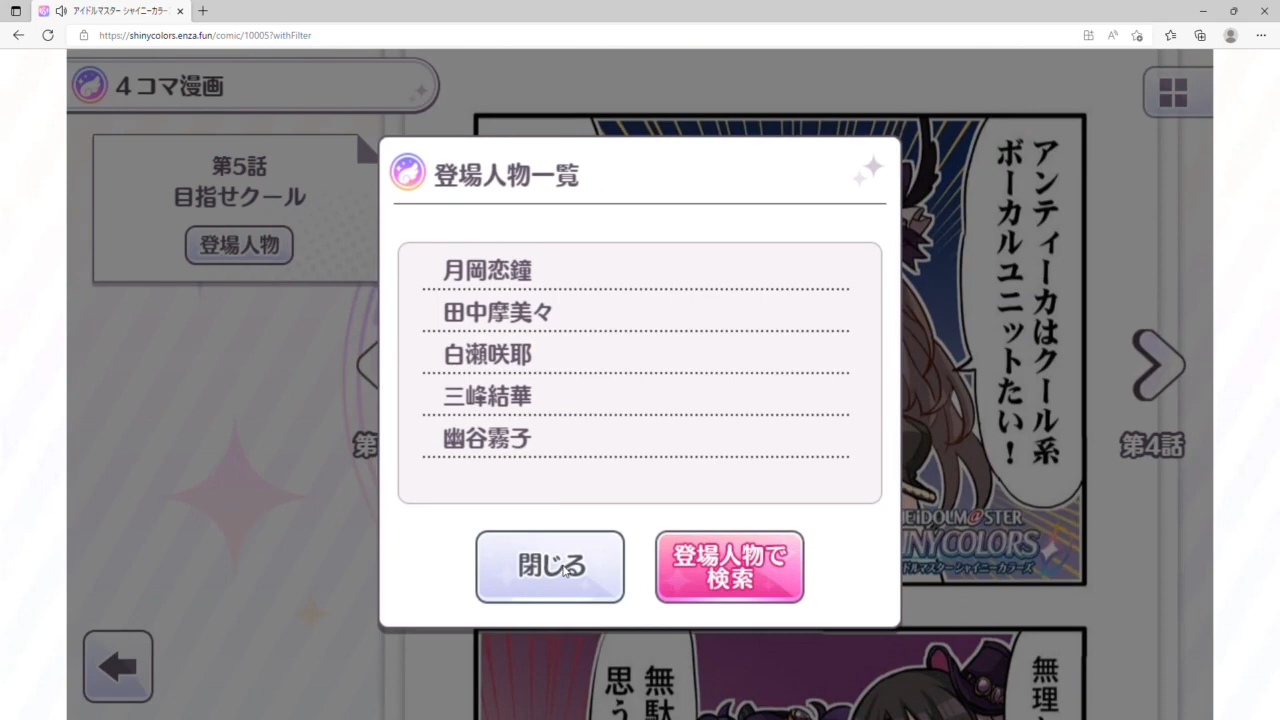 アイドルマスター シャイニーカラー
https://shinycolors.enza.fun/comic/10005?withFilter
4コマ漫画
第5話
目指せクール
登場人物
登場人物一覧
月岡恋鐘
田中摩美々
白瀬咲耶
三峰結華
幽谷霧子
閉じる
登場人物で
検索
アンティーカはクール系
ボーカルユニットたい!
第
第4話
IDOLM@STER
NYCOLORS
ドルマスターシャイニーカラーズ
無理
無駄
思う